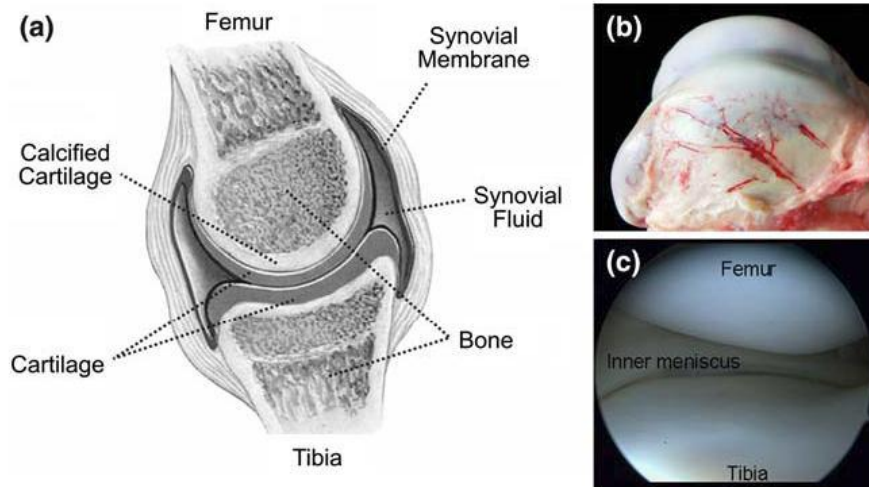 (a)
Femur
Synovial
Membrane
Calcified
Cartilage
Synovial
Fluid
Cartilage
Bone
Tibia
(b)
(c)
Femur
Inner meniscus
Tibia